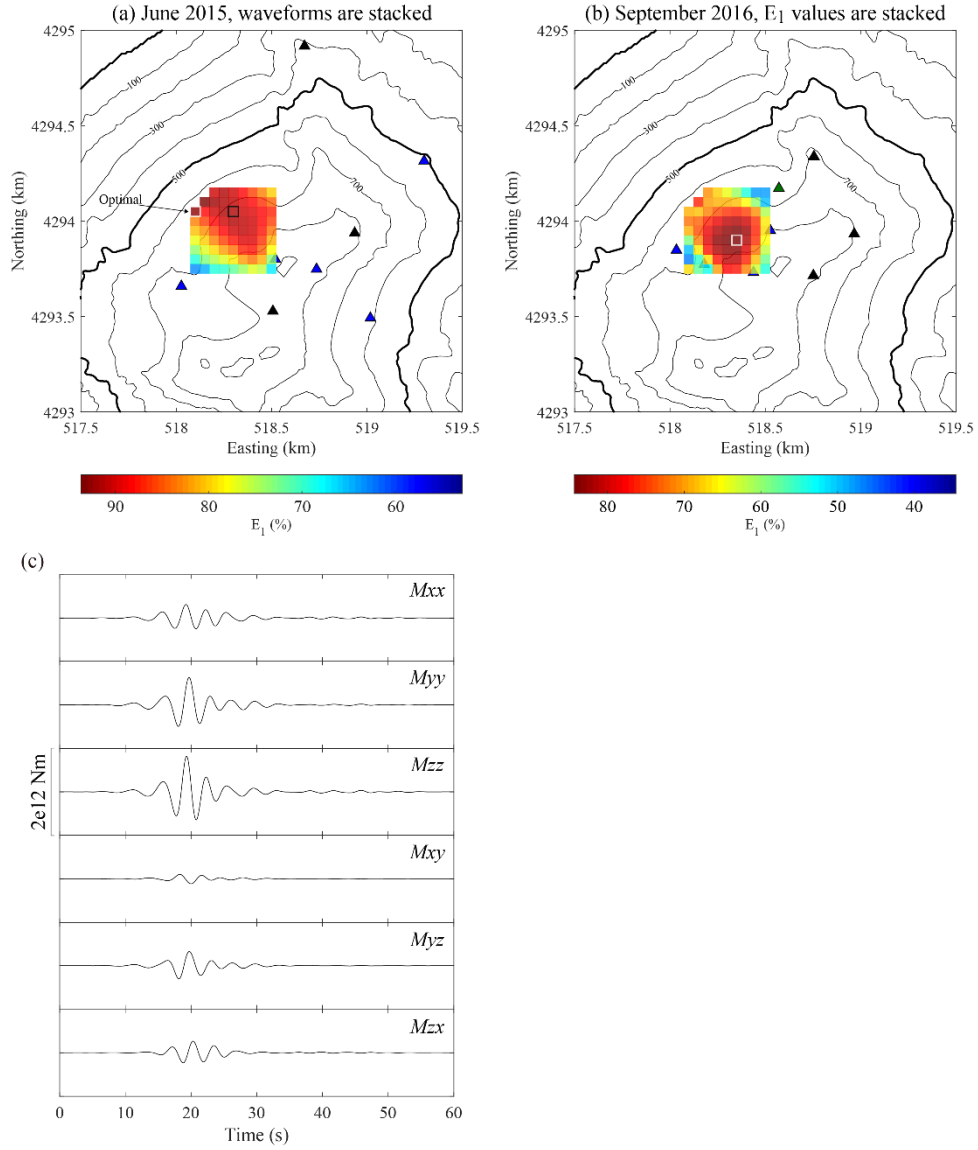 (a) June 2015, waveforms are stacked
(b) September 2016, E1 values are stacked
4295
4294.5
4294
4293.5
4293
Northing (km)
100
300
500
700
Optimal
517.5 518 518.5 519 519.5
Easting (km)
90 80 70 60
E1 (%)
4295
4294.5
4294
4293.5
4293
Northing (km)
100
300
500
700
517.5 518 518.5 519 519.5
Easting (km)
80 70 60 50 40
E1 (%)
(c)
Mxx
Myy
Mzz
2e12 Nm
Mxy
Myz
Mzx
0 10 20 30 40 50 60
Time (s)